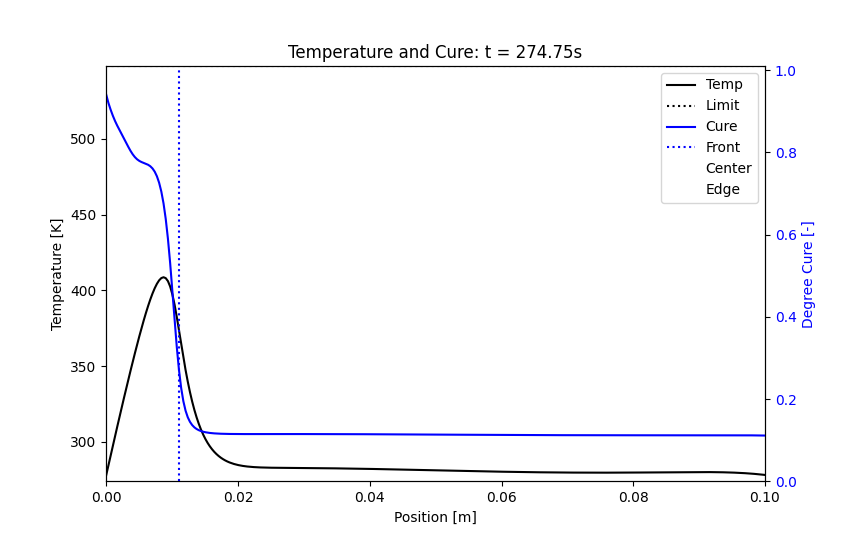 Temperature and Cure: t = 274.75s
Temp
Limit
Cure
Front
Center
Edge
Temperature [K]
500
450
400
350
300
Degree Cure [-]
1.0
0.8
0.6
0.4
0.2
0.0
0.00 0.02 0.04 0.06 0.08 0.10
Position [m]